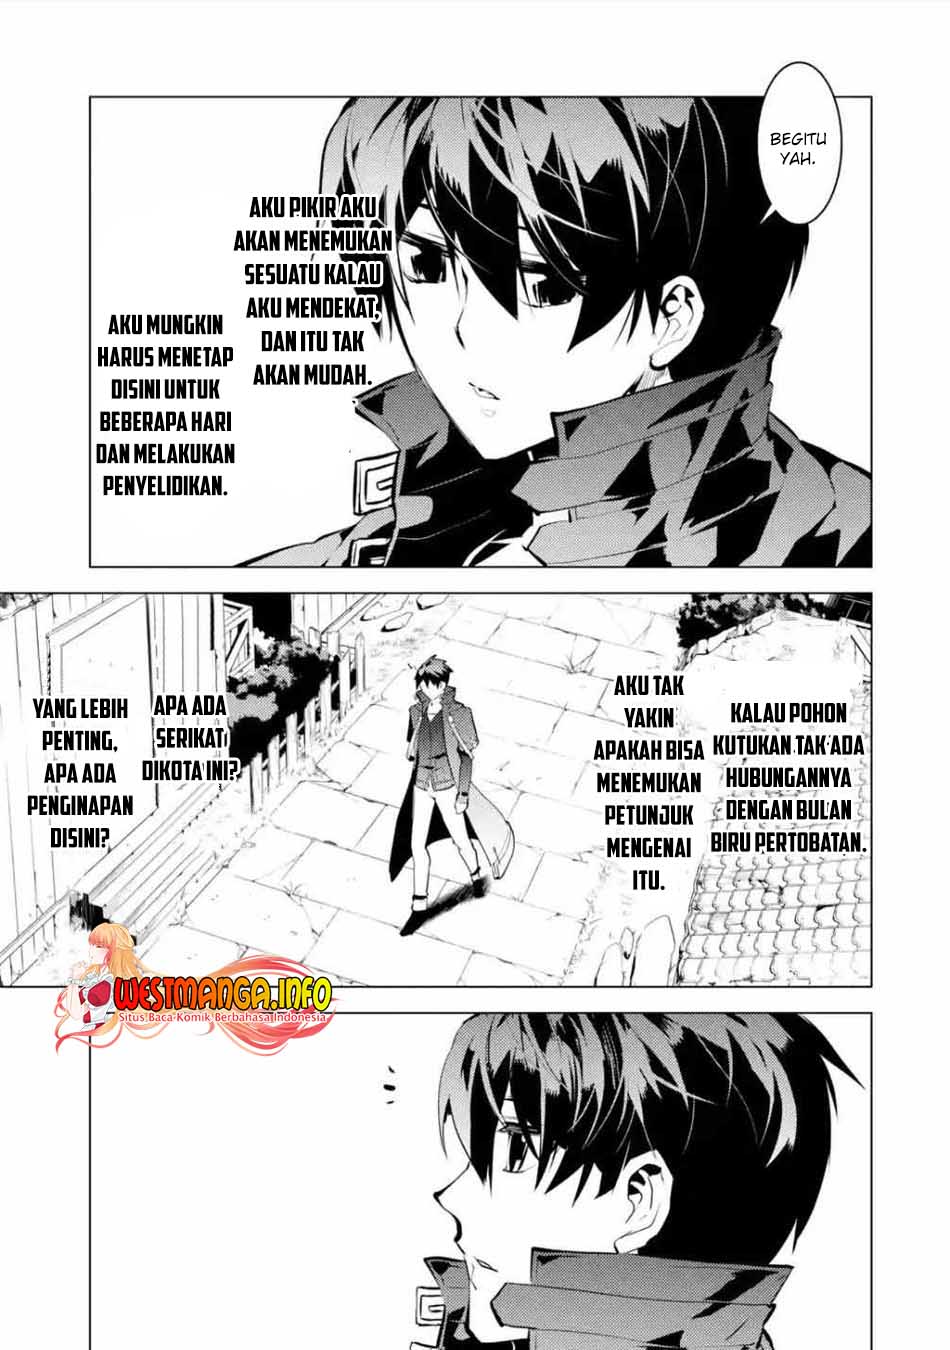 BEGITU
YAH.
AKU PIKIR AKU
AKAN MENEMUKAN
SESUATU KALAU
AKU MENDEKAT,
DAN ITU TAK
AKAN MUDAH.
AKU MUNGKIN
HARUS MENETAP
DISINI UNTUK
BEBERAPA HARI
DAN MELAKUKAN
PENYELIDIKAN.
KALAU POHON
KUTUKAN TAK ADA
HUBUNGANNYA
DENGAN BULAN
BIRU PERTOBATAN.
AKU TAK
YAKIN
APAKAH BISA
MENEMUKAN
PETUNJUK
MENGENAI
ITU.
APA ADA
SERIKAT
DIKOTA INI?
YANG LEBIH
PENTING,
APA ADA
PENGINAPAN
DISINI?
WESTMANGA.INFO
Situs Baca Komik Berbahasa Indonesia